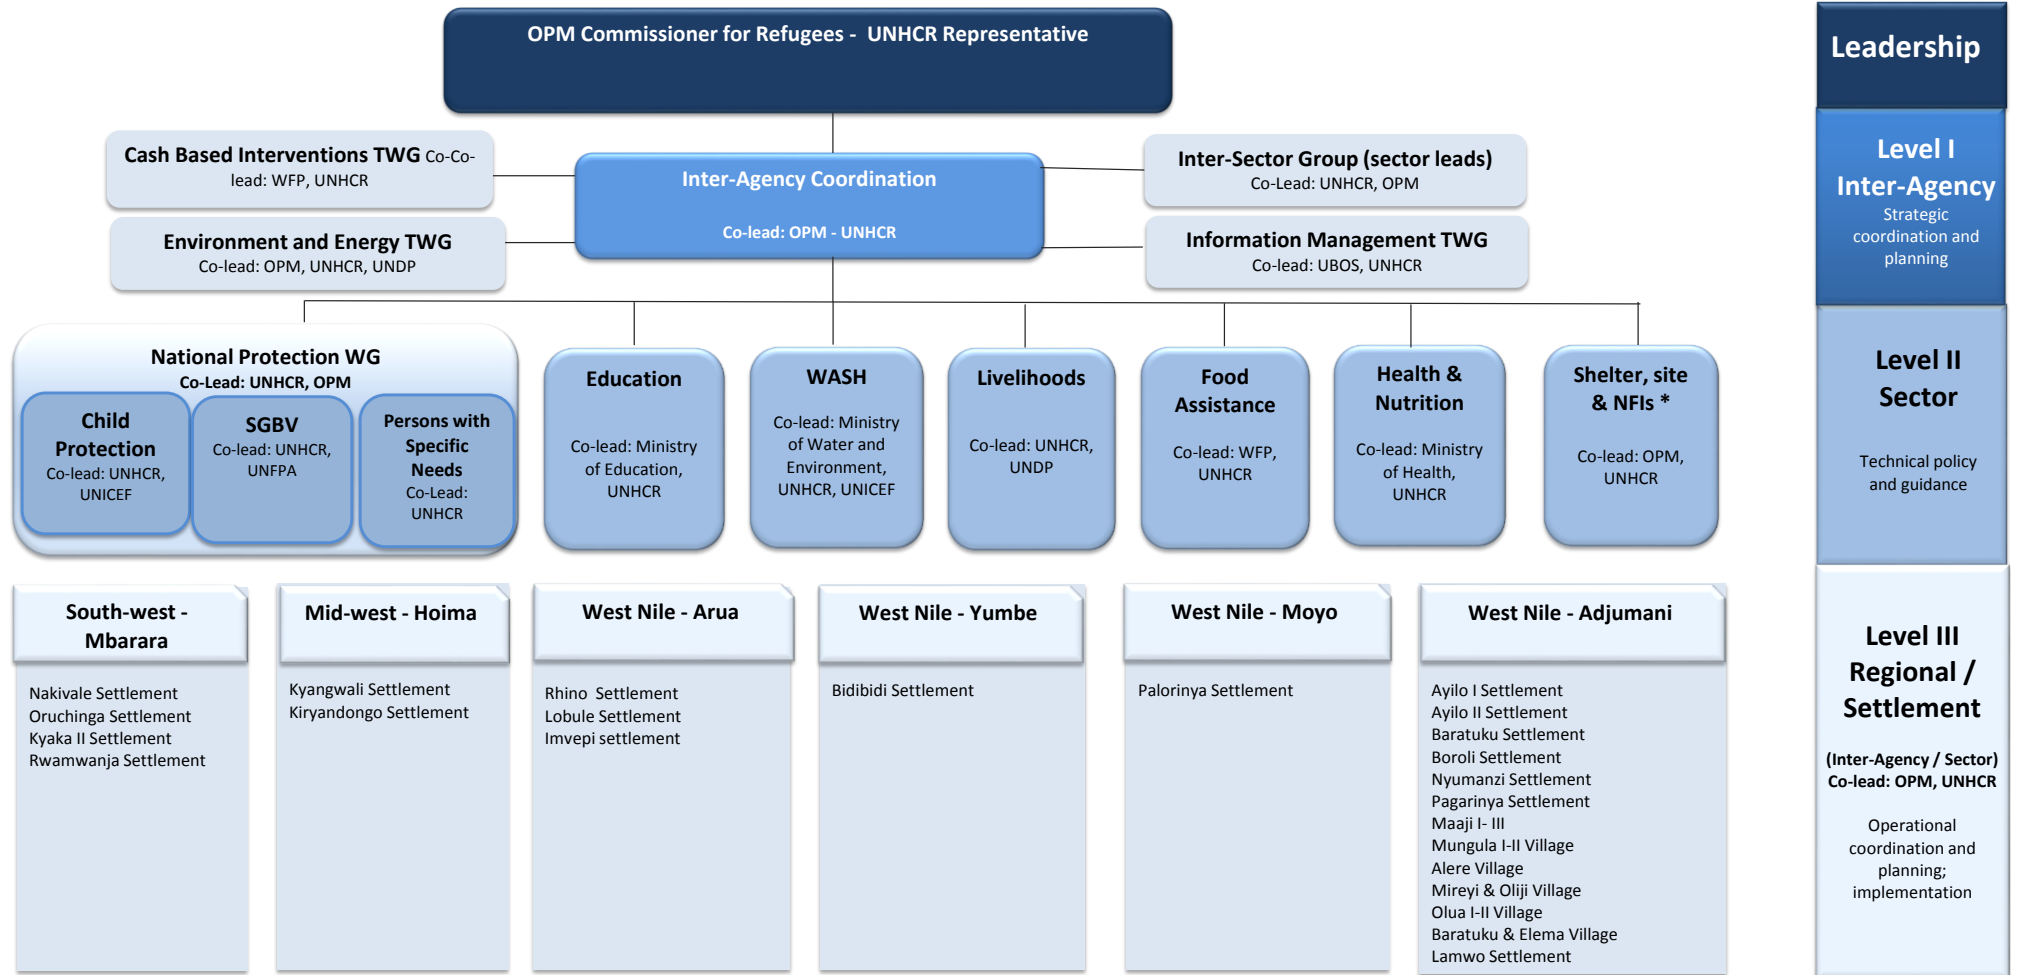 OPM Commissioner for Refugees - UNHCR Representative
Leadership
Cash Based Interventions TWG Co-Co-
lead: WFP, UNHCR
Inter-Agency Coordination
Co-lead: OPM - UNHCR
Inter-Sector Group (sector leads)
Co-Lead: UNHCR, OPM
Environment and Energy TWG
Co-lead: OPM, UNHCR, UNDP
Information Management TWG
Co-lead: UBOS, UNHCR
Level I
Inter-Agency
Strategic
coordination and
planning
National Protection WG
Co-Lead: UNHCR, OPM
Child
Protection
Co-lead: UNHCR,
UNICEF
SGBV
Co-lead: UNHCR,
UNFPA
Persons with
Specific
Needs
Co-Lead:
UNHCR
Education
Co-lead: Ministry
of Education,
UNHCR
WASH
Co-lead: Ministry
of Water and
Environment,
UNHCR, UNICEF
Livelihoods
Co-lead: UNHCR,
UNDP
Food
Assistance
Co-lead: WFP,
UNHCR
Health &
Nutrition
Co-lead: Ministry
of Health,
UNHCR
Shelter, site
& NFIs *
Co-lead: OPM,
UNHCR
Level II
Sector
Technical policy
and guidance
South-west -
Mbarara
Nakivale Settlement
Oruchinga Settlement
Kyaka II Settlement
Rwamwanja Settlement
Mid-west - Hoima
Kyangwali Settlement
Kiryandongo Settlement
West Nile - Arua
Rhino Settlement
Lobule Settlement
Imvepi settlement
West Nile - Yumbe
Bidibidi Settlement
West Nile - Moyo
Palorinya Settlement
West Nile - Adjumani
Ayilo I Settlement
Ayilo II Settlement
Baratuku Settlement
Boroli Settlement
Nyumanzi Settlement
Pagarinya Settlement
Maaji I- III
Mungula I-II Village
Alere Village
Mireyi & Oliji Village
Olua I-II Village
Baratuku & Elema Village
Lamwo Settlement
Level III
Regional /
Settlement
(Inter-Agency / Sector)
Co-lead: OPM, UNHCR
Operational
coordination and
planning;
implementation